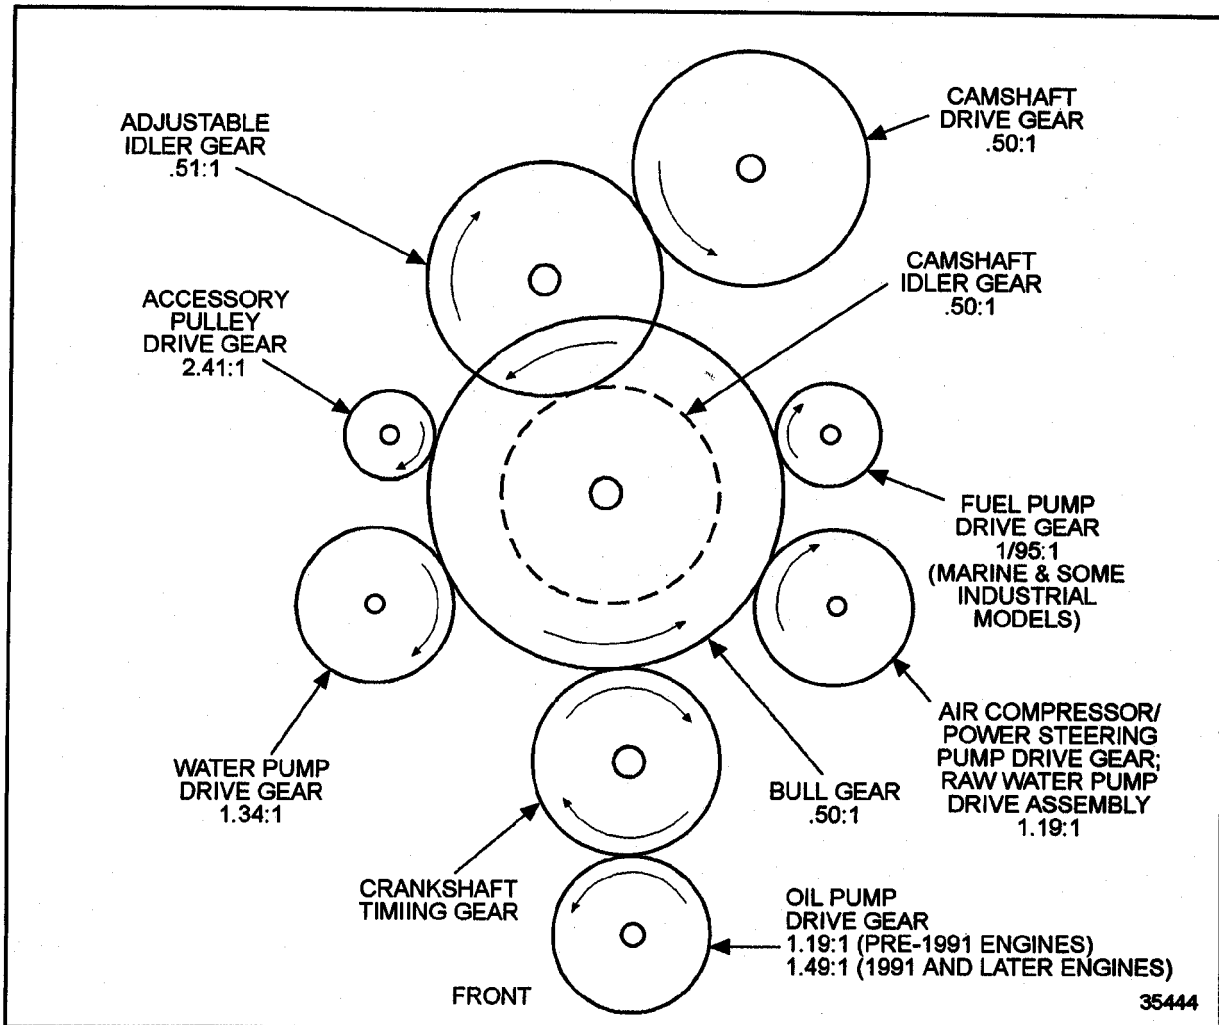 CAMSHAFT
DRIVE GEAR
.50:1
ADJUSTABLE
IDLER GEAR
.51:1
CAMSHAFT
IDLER GEAR
.50:1
ACCESSORY
PULLEY
DRIVE GEAR
2.41:1
FUEL PUMP
DRIVE GEAR
1/95:1
(MARINE & SOME
INDUSTRIAL
MODELS)
AIR COMPRESSOR/
POWER STEERING
PUMP DRIVE GEAR;
RAW WATER PUMP
DRIVE ASSEMBLY
1.19:1
WATER PUMP
DRIVE GEAR
1.34:1
BULL GEAR
.50:1
CRANKSHAFT
TIMIING GEAR
OIL PUMP
DRIVE GEAR
1.19:1 (PRE-1991 ENGINES)
1.49:1 (1991 AND LATER ENGINES)
FRONT
35444